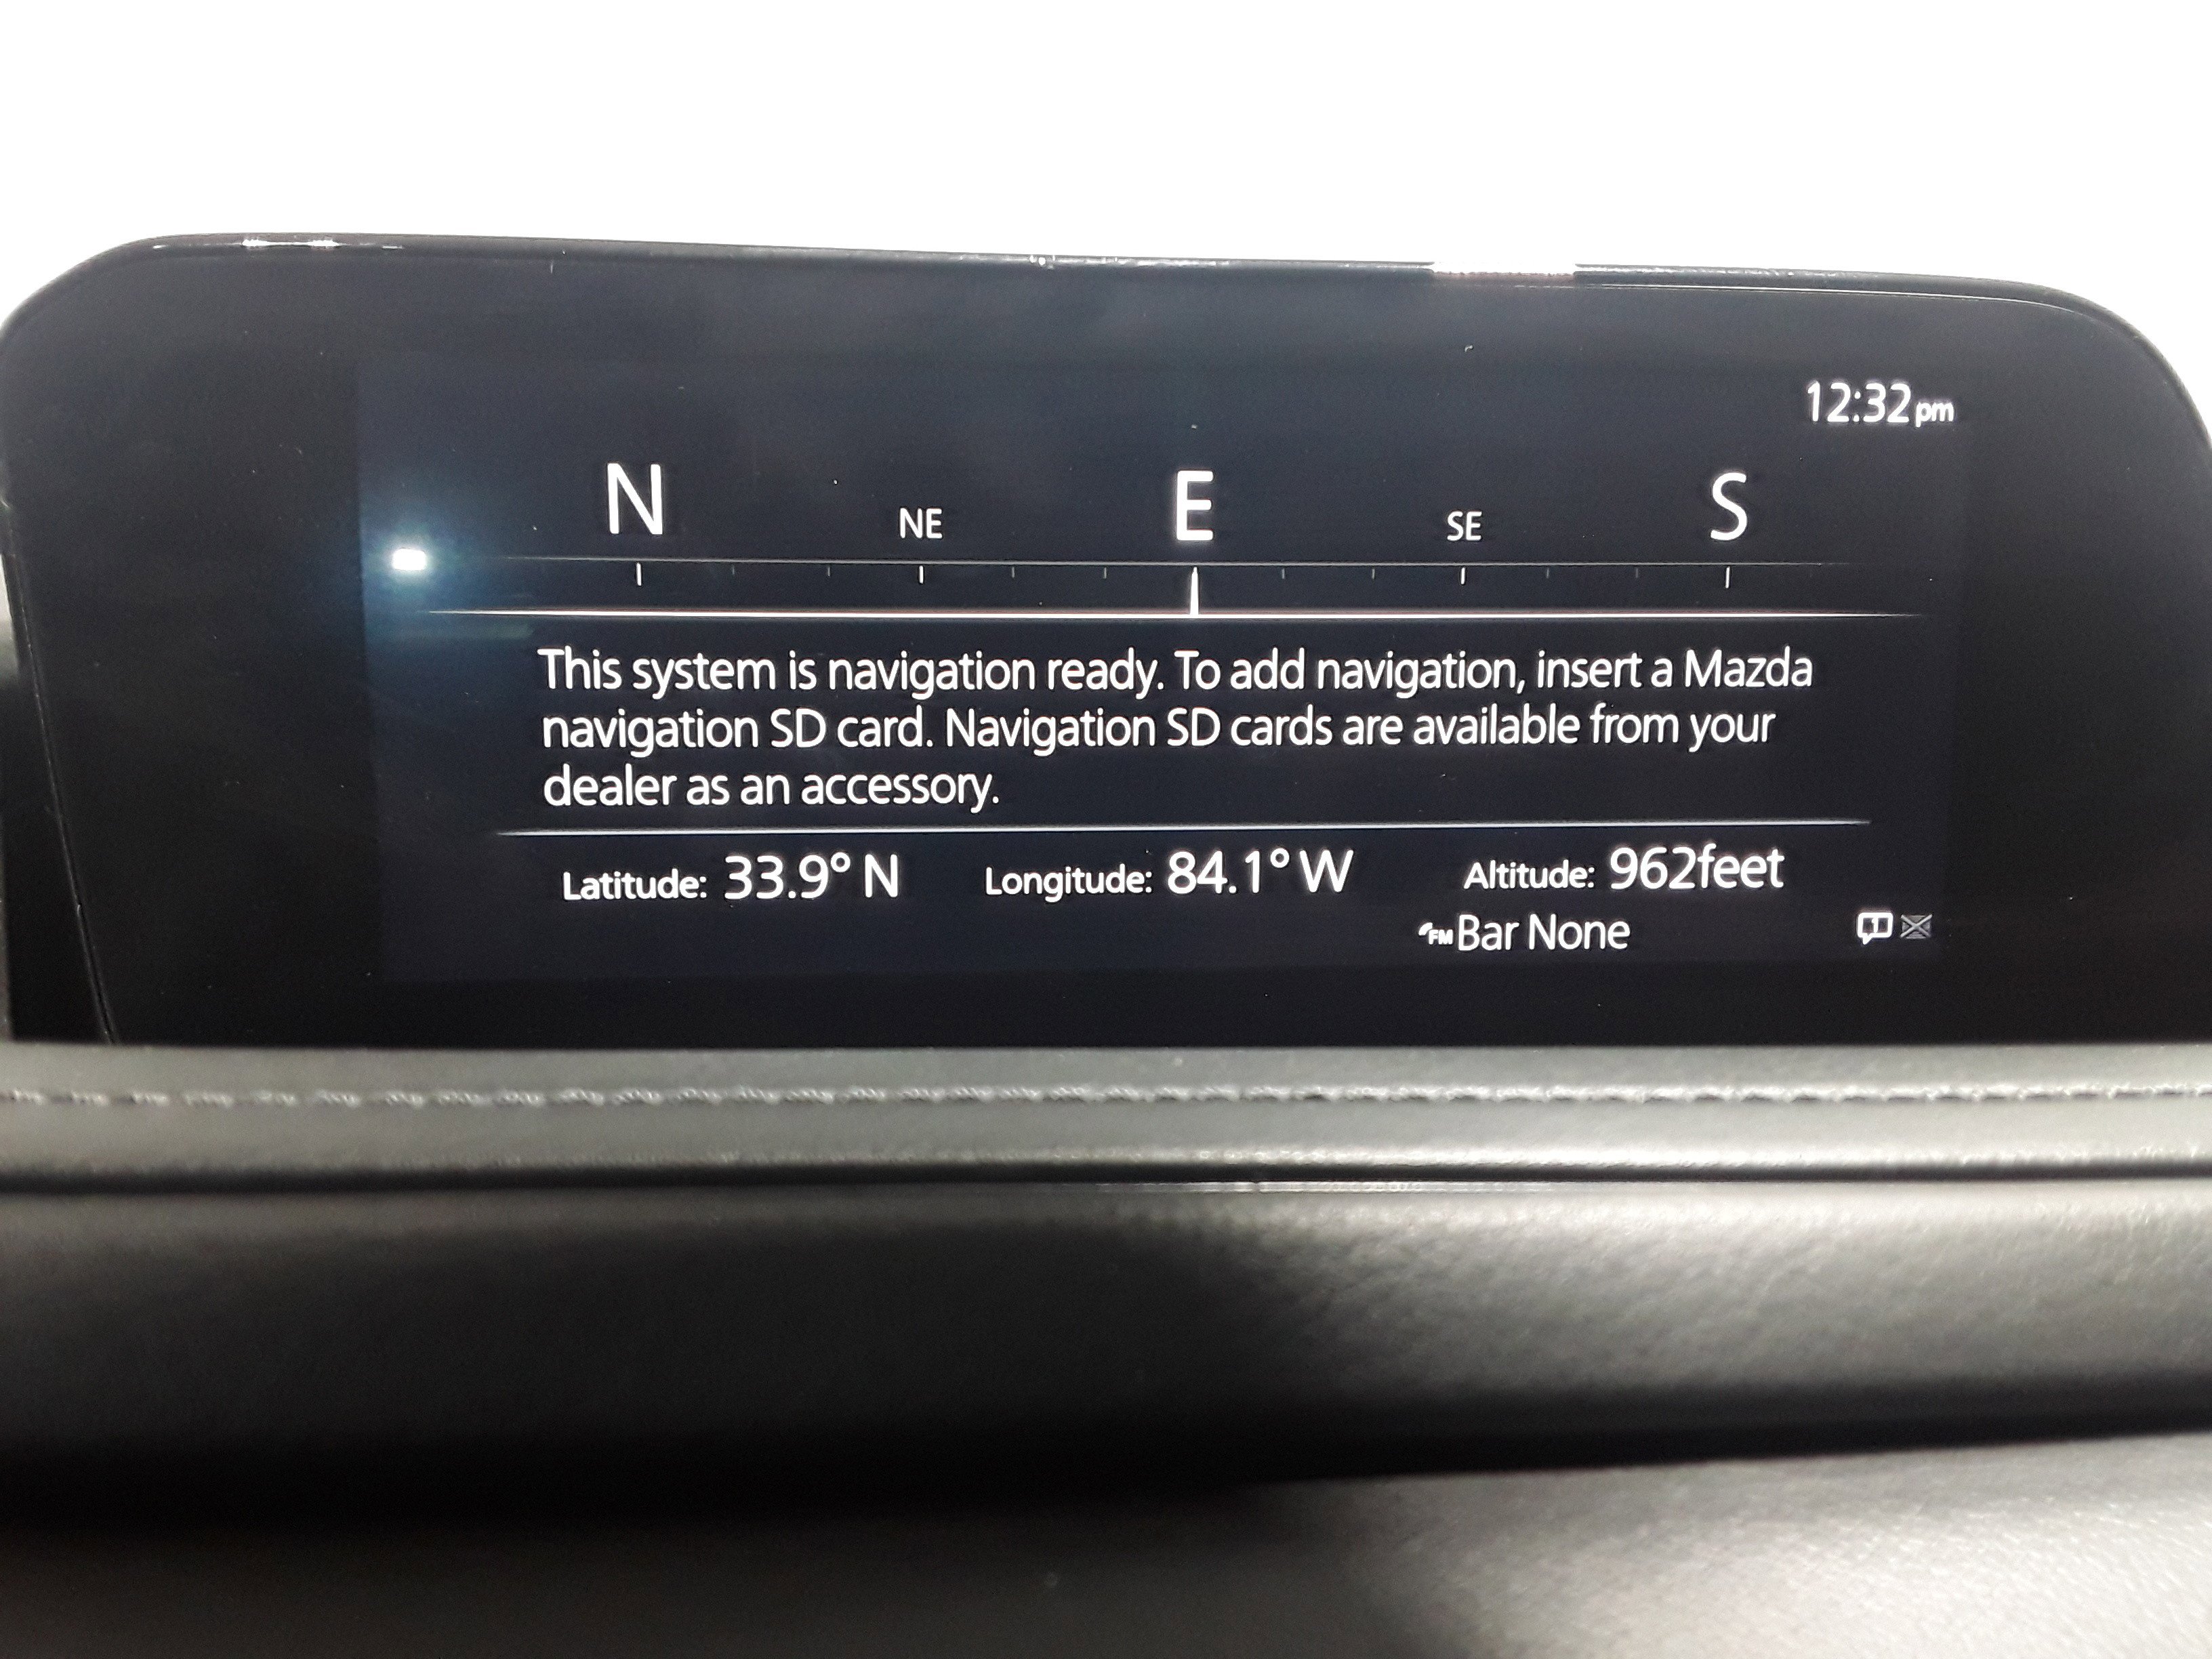 12:32pm
N NE E SE S
This system is navigation ready. To add navigation, insert a Mazda
navigation SD card. Navigation SD cards are available from your
dealer as an accessory.
Latitude: 33.9° N Longitude: 84.1° W Altitude: 962feet
FM Bar None 1